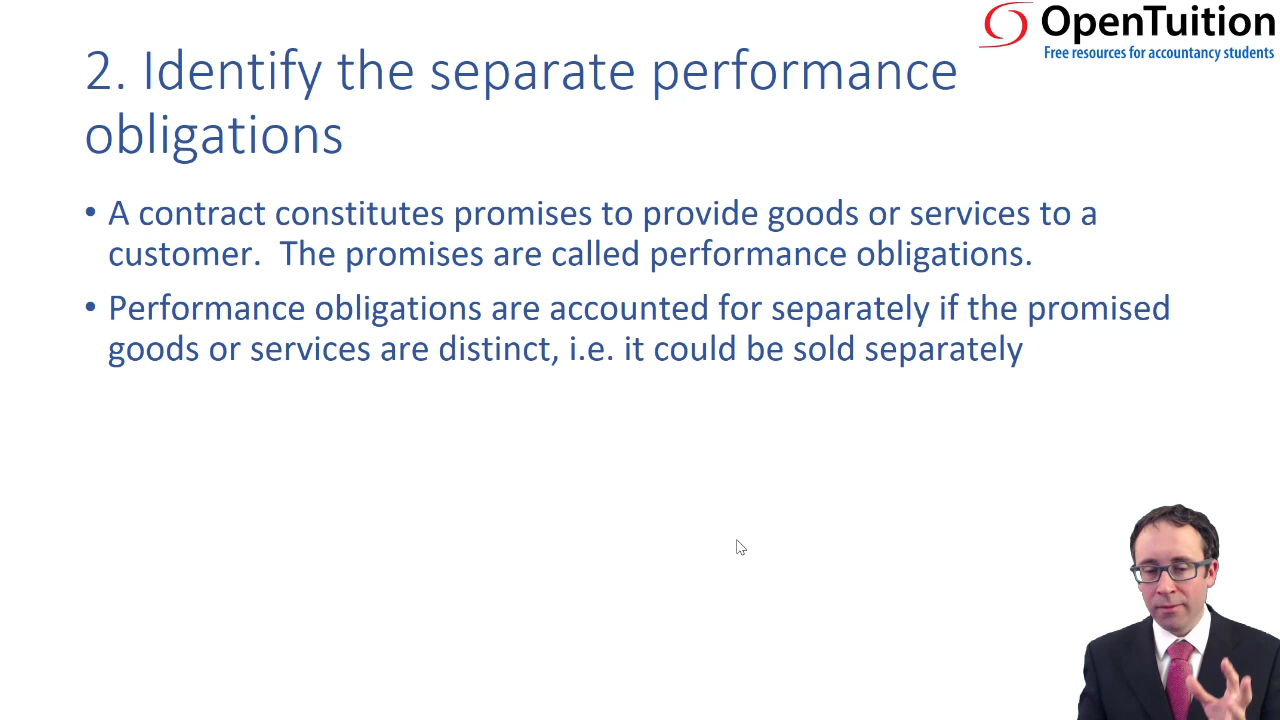 OpenTuition
Free resources for accountancy students
2. Identify the separate performance
obligations
• A contract constitutes promises to provide goods or services to a
customer.  The promises are called performance obligations.
• Performance obligations are accounted for separately if the promised
goods or services are distinct, i.e. it could be sold separately